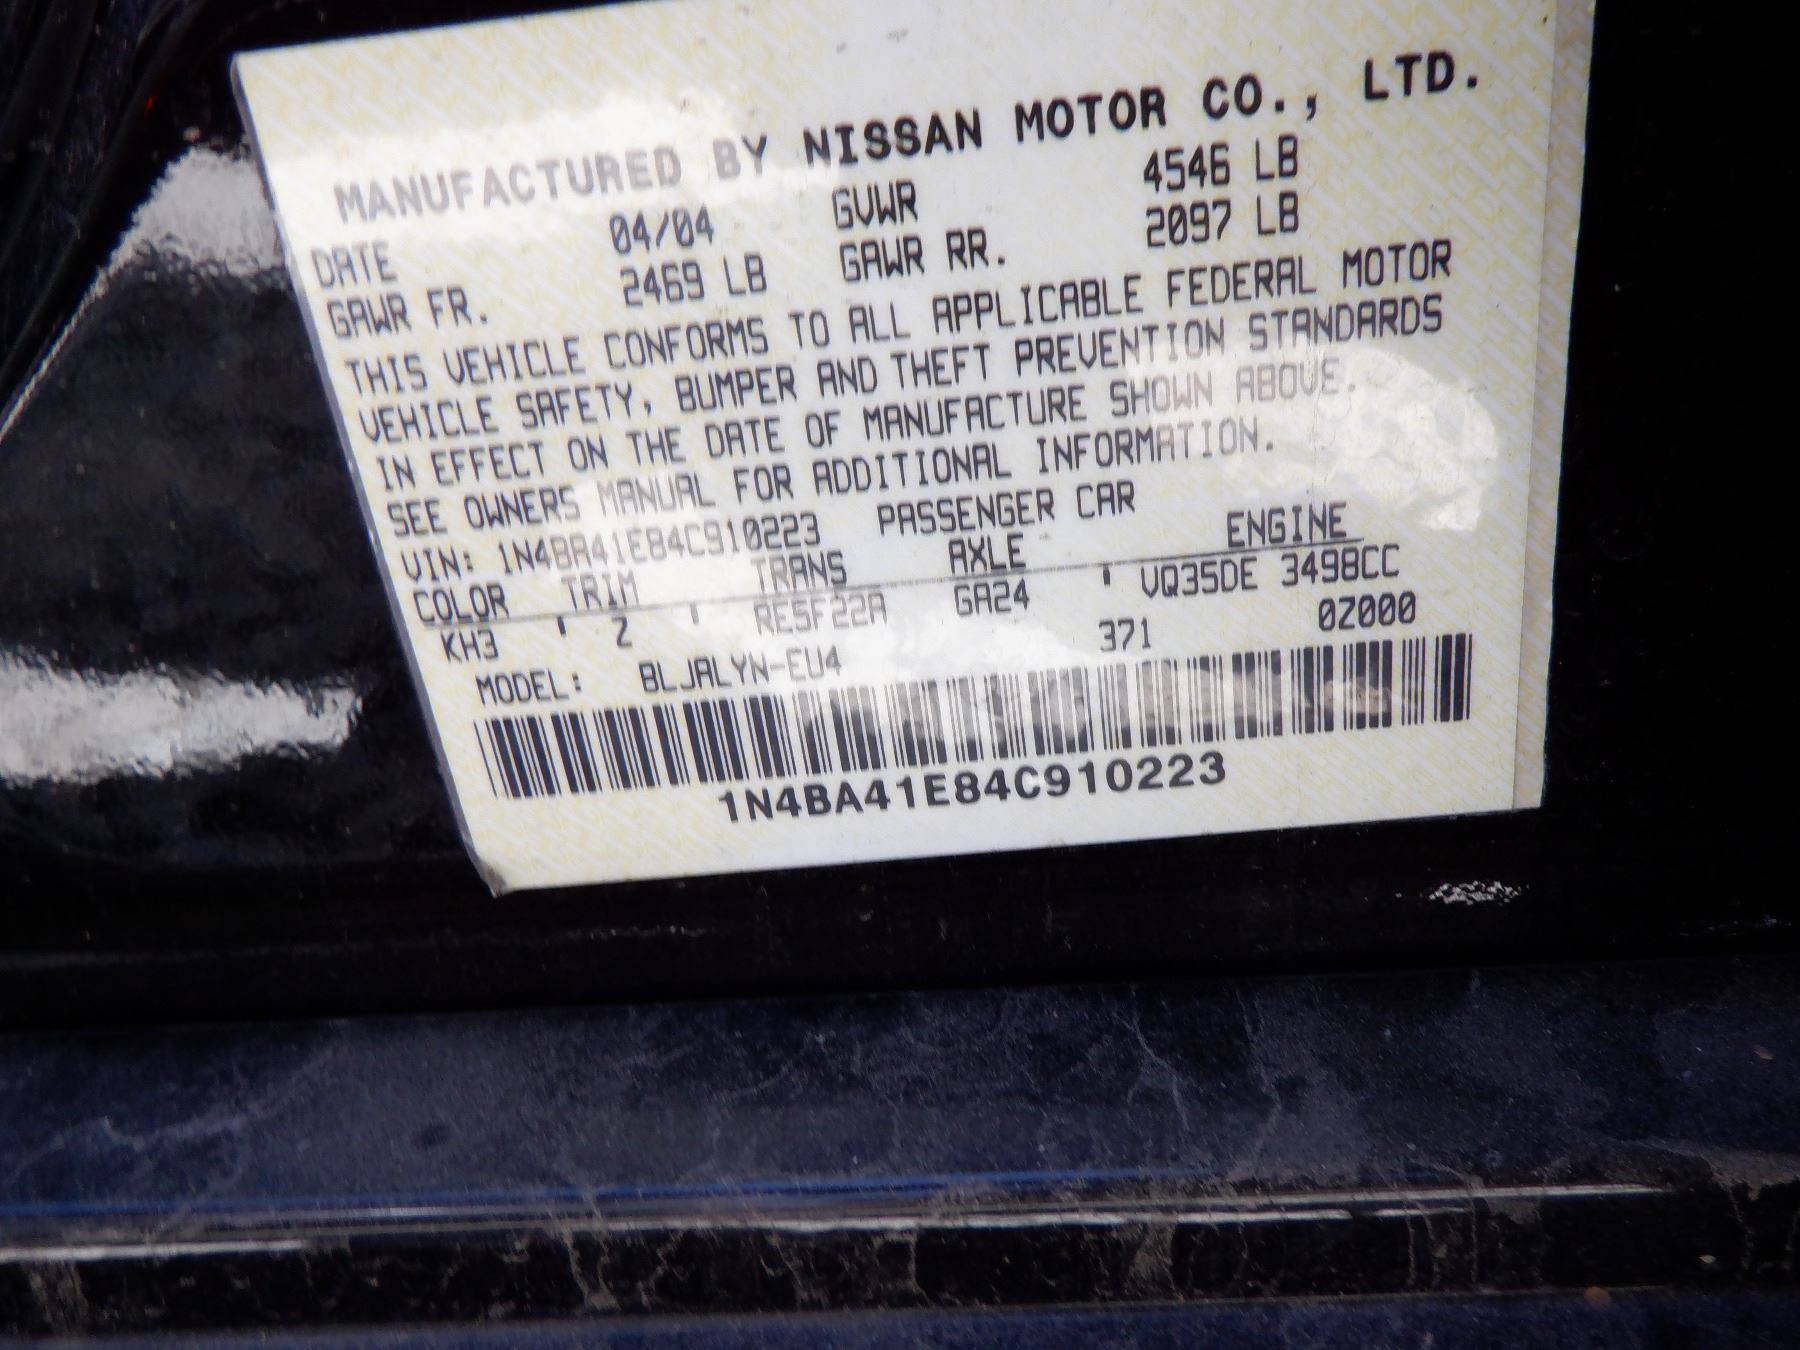 MANUFACTURED BY NISSAN MOTOR CO., LTD.
DATE 04/04 GVWR 4546 LB
GAWR FR. 2469 LB GAWR RR. 2097 LB
THIS VEHICLE CONFORMS TO ALL APPLICABLE FEDERAL MOTOR
VEHICLE SAFETY, BUMPER AND THEFT PREVENTION STANDARDS
IN EFFECT ON THE DATE OF MANUFACTURE SHOWN ABOVE.
SEE OWNERS MANUAL FOR ADDITIONAL INFORMATION.
VIN: 1N4BA41E84C910223 PASSENGER CAR
COLOR TRIM TRANS AXLE ENGINE
KH3 Z RE5F22A GA24 VQ35DE 3498CC
MODEL: BLJALYN-EU4 371 0Z000
1N4BA41E84C910223